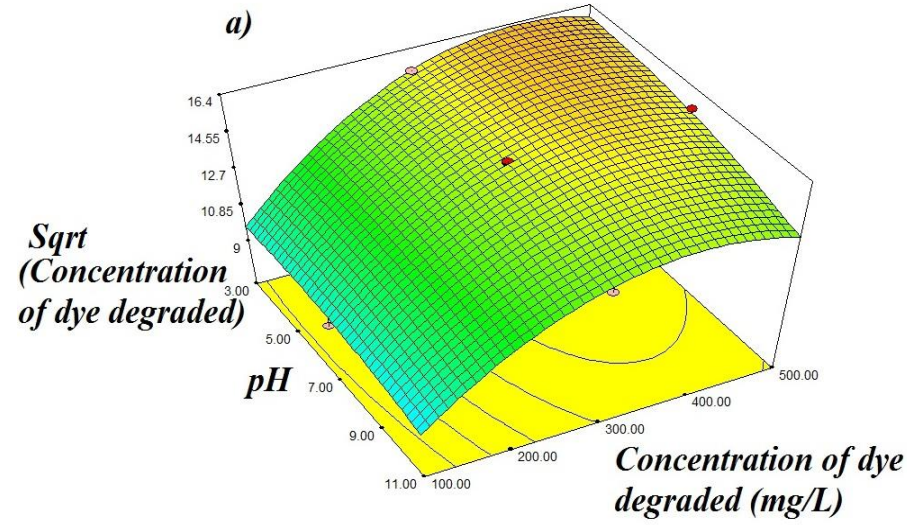 a)
16.4
14.55
12.7
10.85
9
Sqrt
(Concentration
of dye degraded)
3.00
5.00
7.00
9.00
11.00
pH
100.00
200.00
300.00
400.00
500.00
Concentration of dye
degraded (mg/L)